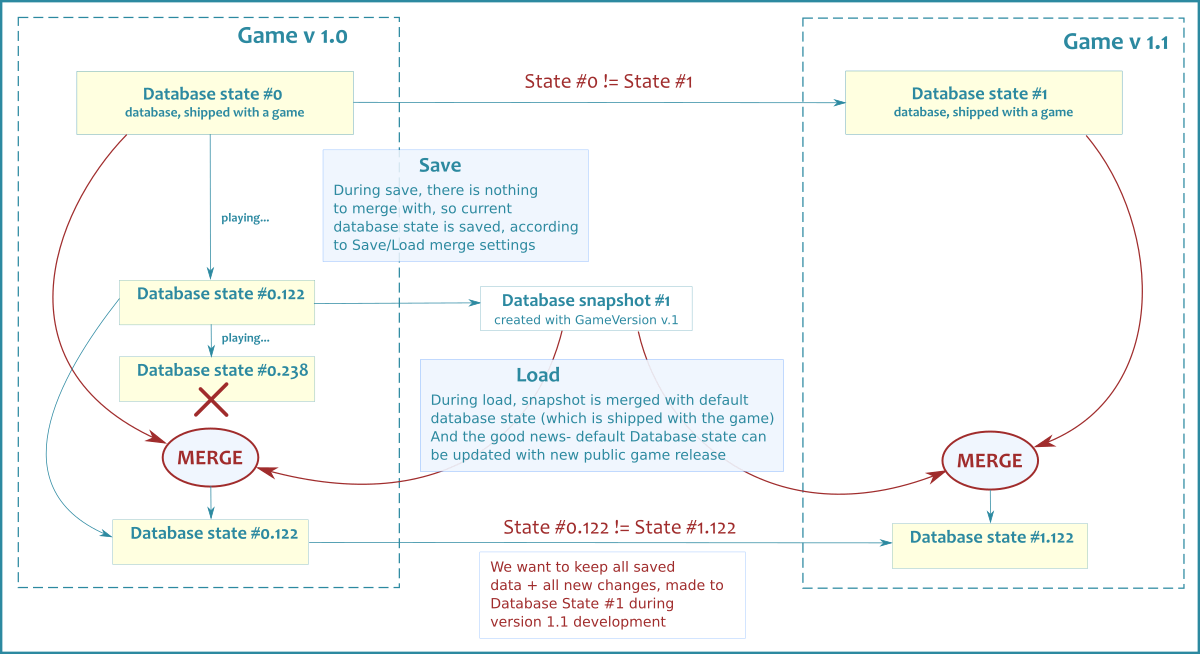 Game v 1.0
Game v 1.1
State #0 != State #1
Database state #0
database, shipped with a game
Database state #1
database, shipped with a game
Save
During save, there is nothing
to merge with, so current
database state is saved, according
to Save/Load merge settings
playing...
Database state #0.122
Database snapshot #1
created with GameVersion v.1
playing...
Database state #0.238
Load
During load, snapshot is merged with default
database state (which is shipped with the game)
And the good news- default Database state can
be updated with new public game release
MERGE
MERGE
State #0.122 != State #1.122
Database state #0.122
Database state #1.122
We want to keep all saved
data + all new changes, made to
Database State #1 during
version 1.1 development